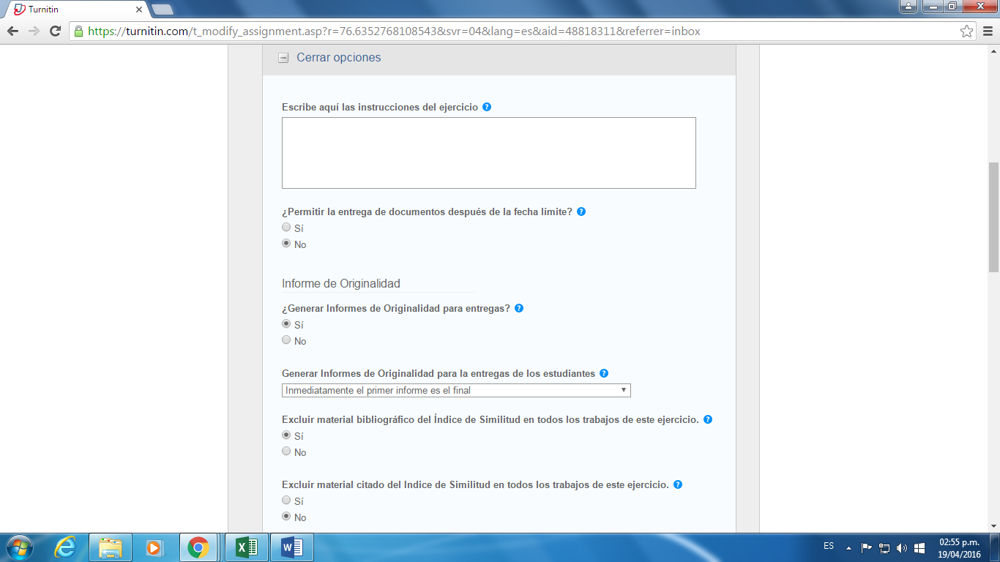 Turnitin
https://turnitin.com/t_modify_assignment.asp?r=76.6352768108543&svr=04&lang=es&aid=48818311&referrer=inbox
Cerrar opciones
Escribe aquí las instrucciones del ejercicio
¿Permitir la entrega de documentos después de la fecha límite?
Sí
No
Informe de Originalidad
¿Generar Informes de Originalidad para entregas?
Sí
No
Generar Informes de Originalidad para la entregas de los estudiantes
Inmediatamente el primer informe es el final
Excluir material bibliográfico del Índice de Similitud en todos los trabajos de este ejercicio.
Sí
No
Excluir material citado del Indice de Similitud en todos los trabajos de este ejercicio.
Sí
No
ES
02:55 p.m.
19/04/2016